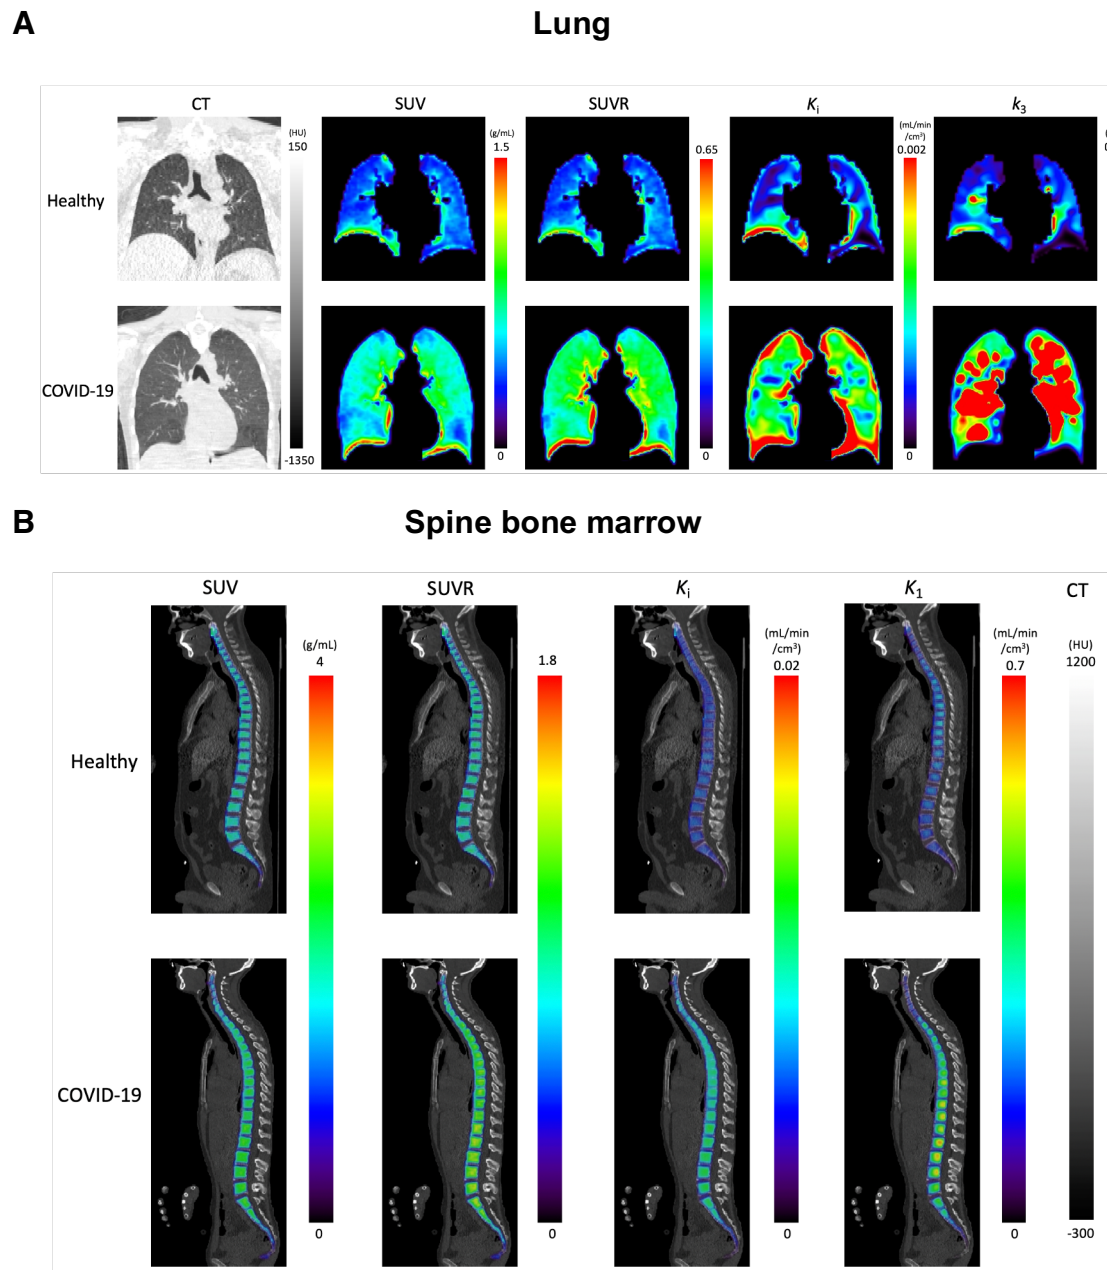 A Lung
CT SUV SUVR Ki k3
(HU) (g/mL) (mL/min /cm³)
150 1.5 0.65 0.002
Healthy
COVID-19
-1350 0 0 0
B Spine bone marrow
SUV SUVR Ki K1 CT
(g/mL) (mL/min /cm³) (mL/min /cm³) (HU)
4 1.8 0.02 0.7 1200
Healthy
COVID-19
0 0 0 0 -300